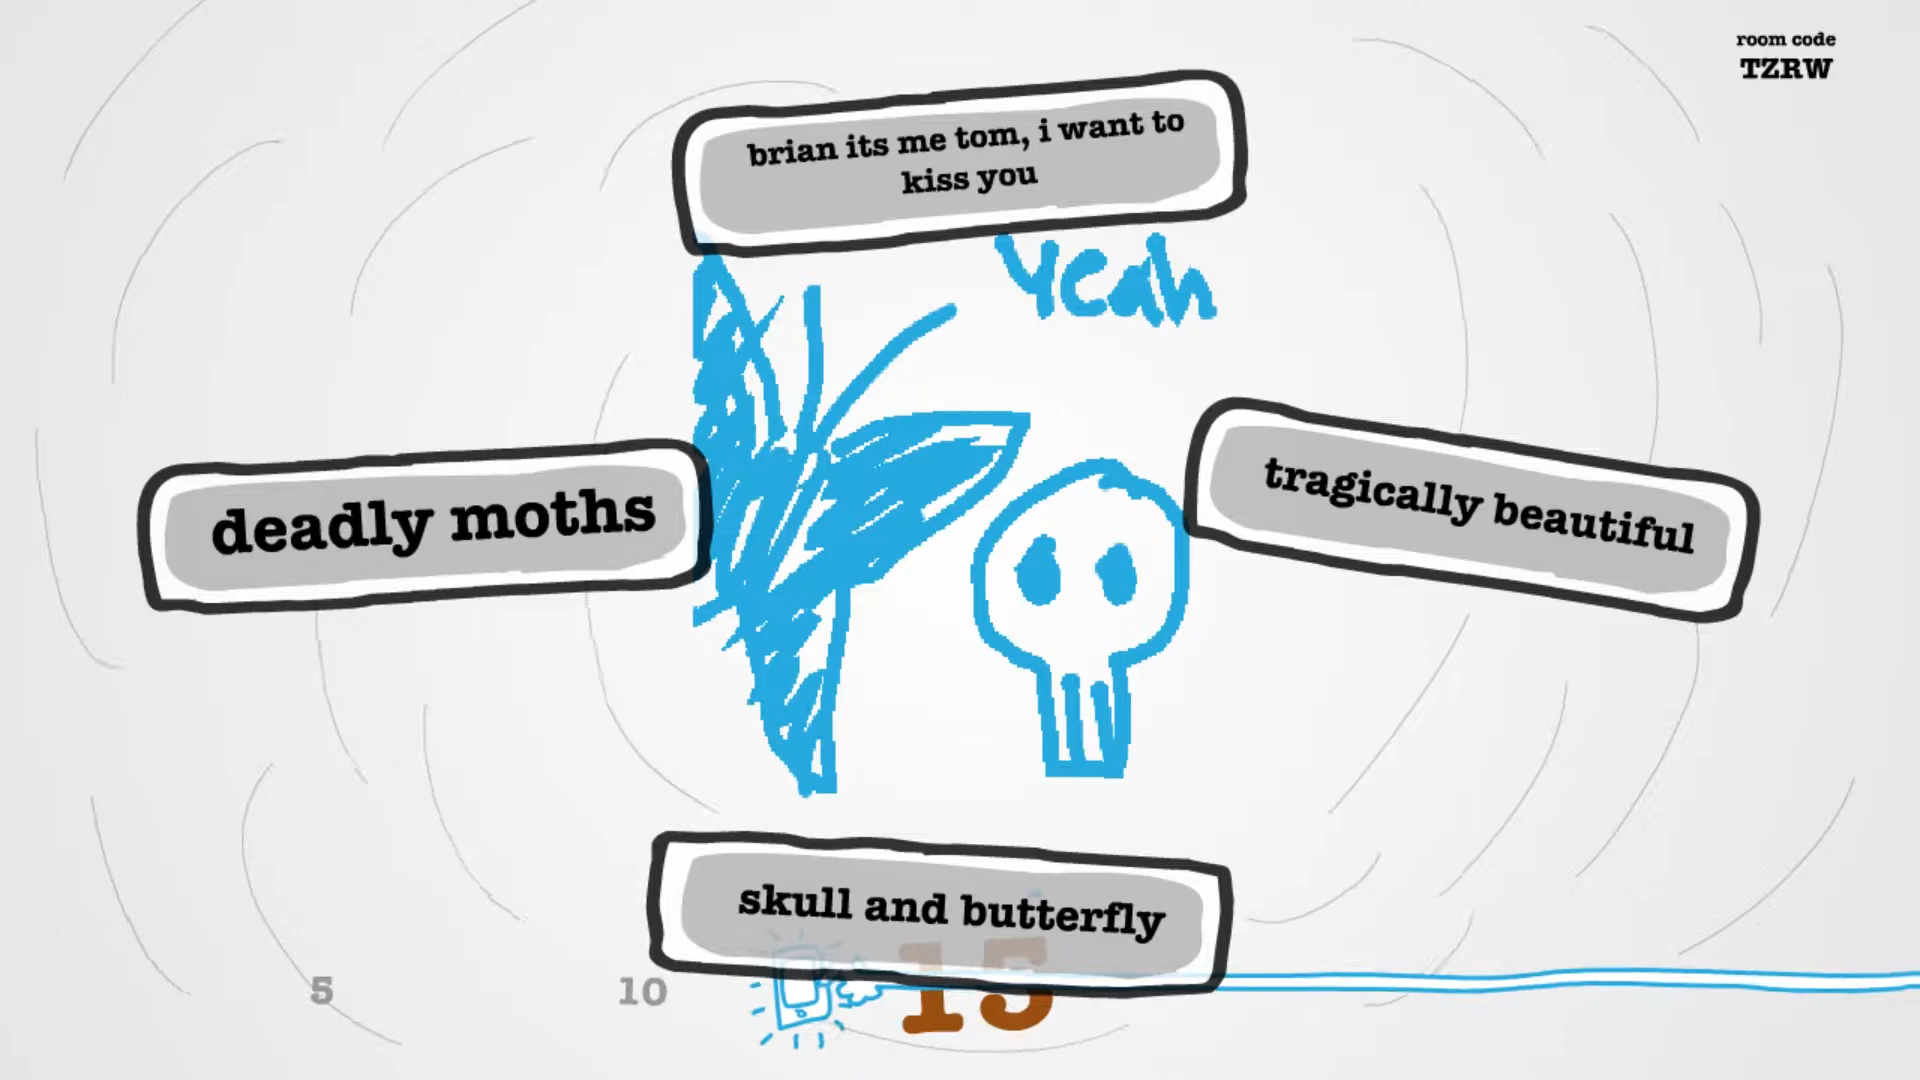 room code
TZRW
brian its me tom, i want to
kiss you
Yeah
deadly moths
tragically beautiful
skull and butterfly
5
10
15